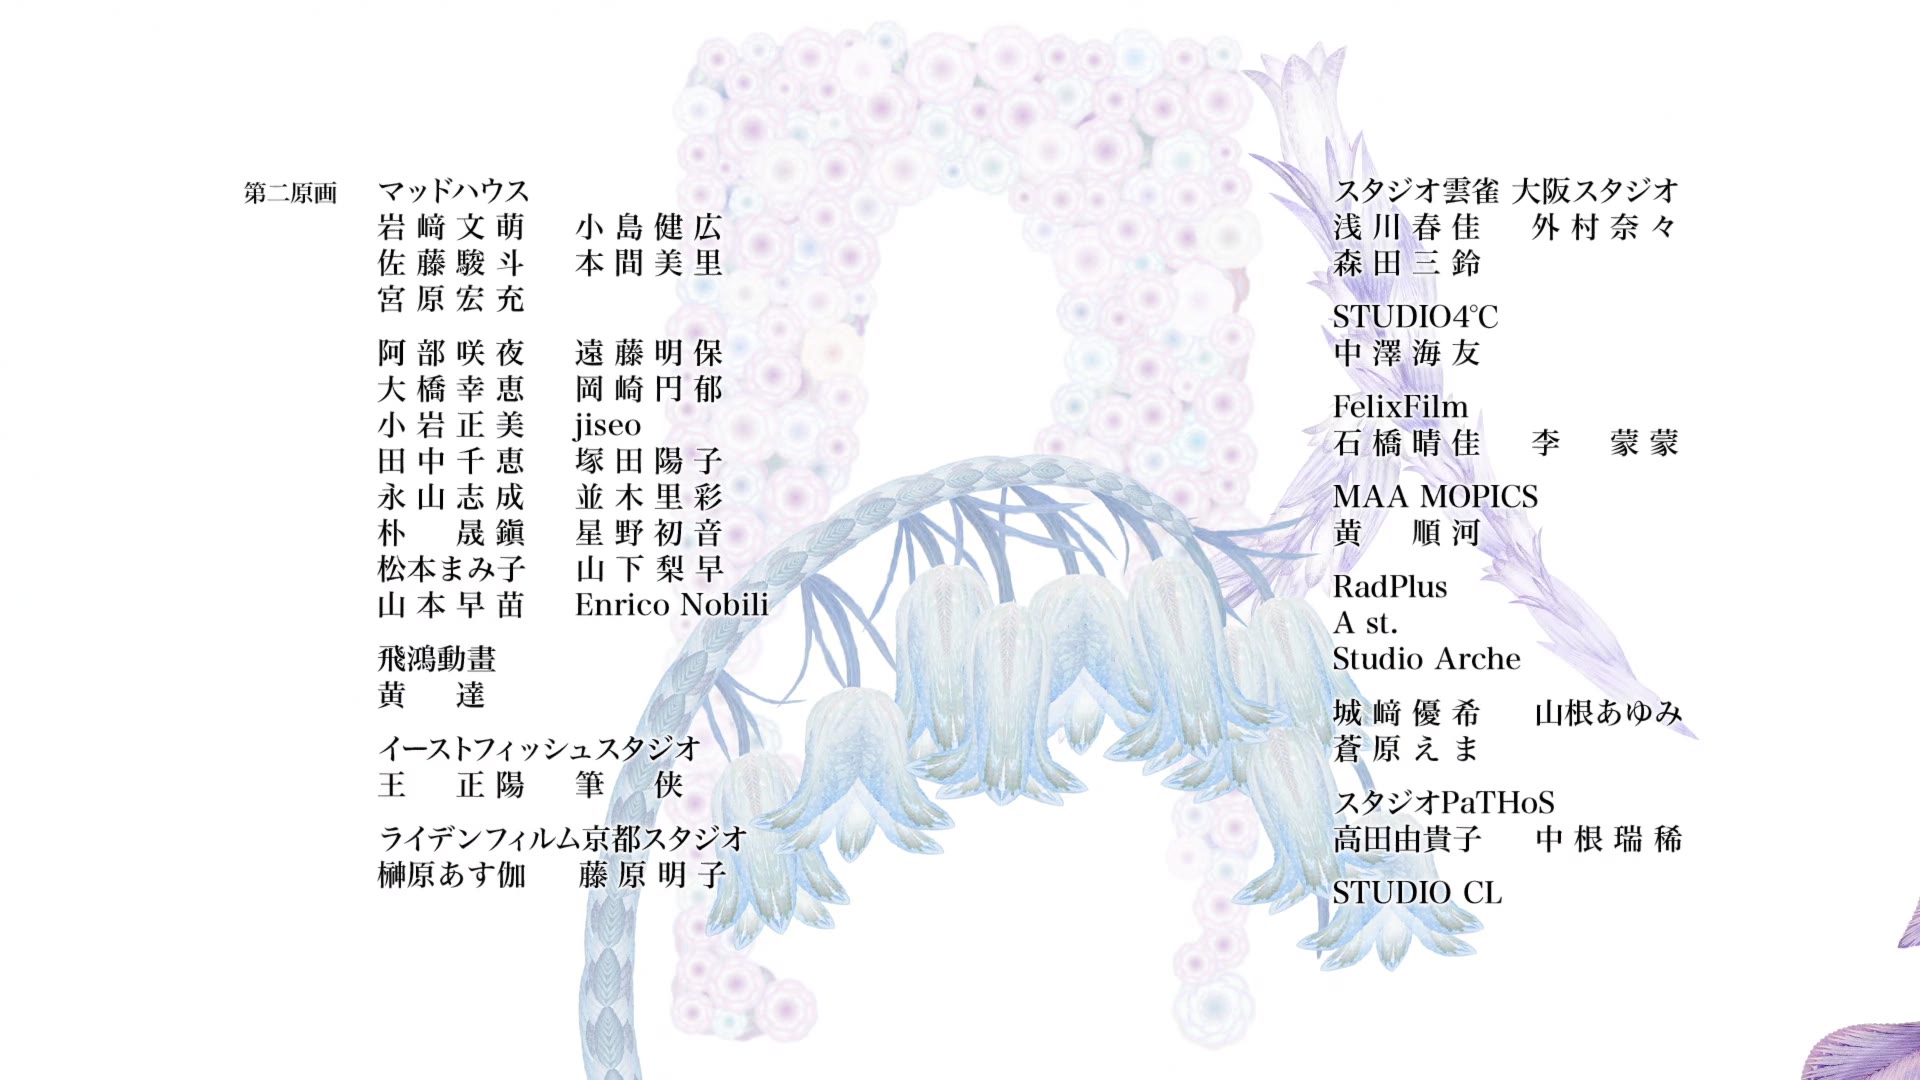 第二原画
マッドハウス
岩﨑文萌 小島健広
佐藤駿斗 本間美里
宮原宏充
阿部咲夜 遠藤明保
大橋幸恵 岡崎円郁
小岩正美 jiseo
田中千恵 塚田陽子
永山志成 並木里彩
朴 晟鎭 星野初音
松本まみ子 山下梨早
山本早苗 Enrico Nobili
飛鴻動畫
黄 達
イーストフィッシュスタジオ
王 正陽 筆 侠
ライデンフィルム京都スタジオ
榊原あす伽 藤原明子
スタジオ雲雀 大阪スタジオ
浅川春佳 外村奈々
森田三鈴
STUDIO4℃
中澤海友
FelixFilm
石橋晴佳 李 蒙蒙
MAA MOPICS
黄 順河
RadPlus
A st.
Studio Arche
城﨑優希 山根あゆみ
蒼原えま
スタジオPaTHoS
高田由貴子 中根瑞稀
STUDIO CL